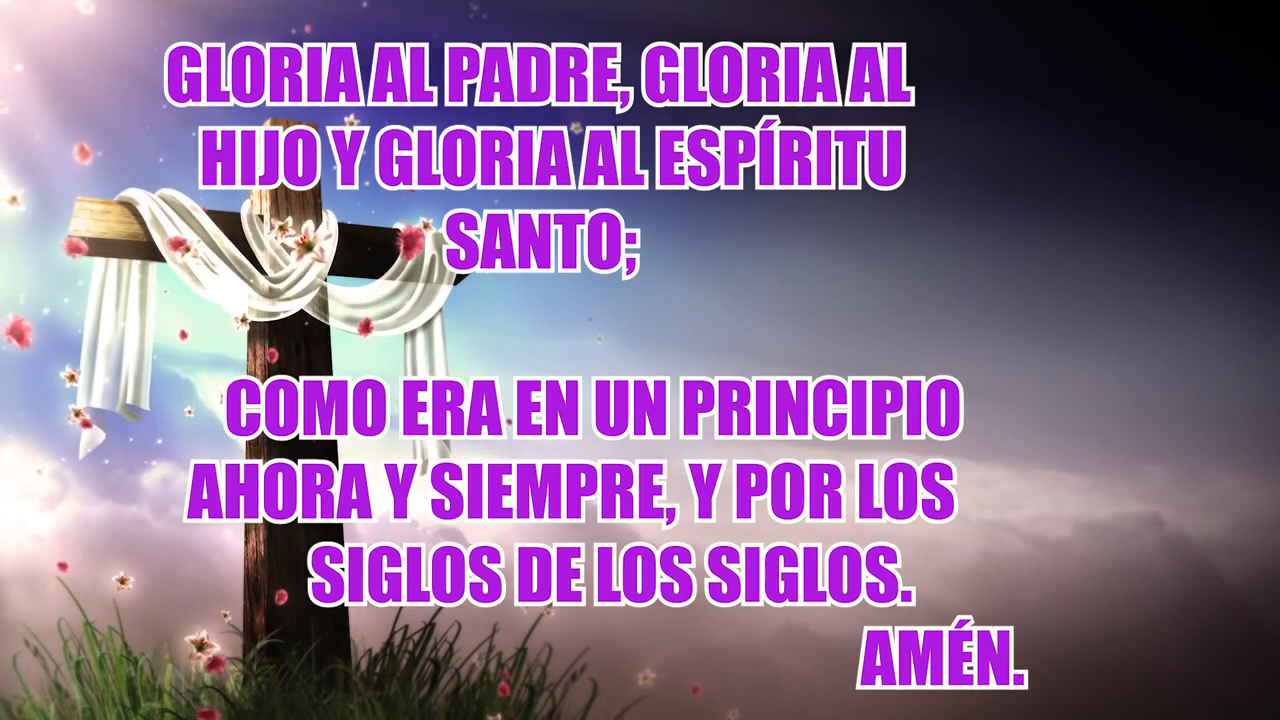 GLORIA AL PADRE, GLORIA AL
HIJO Y GLORIA AL ESPÍRITU
SANTO;
COMO ERA EN UN PRINCIPIO
AHORA Y SIEMPRE, Y POR LOS
SIGLOS DE LOS SIGLOS.
AMÉN.